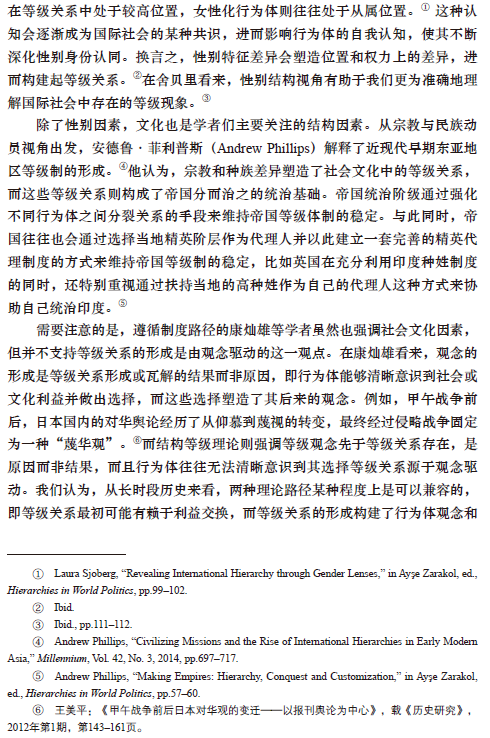 在等级关系中处于较高位置，女性化行为体则往往处于从属位置。① 这种认
知会逐渐成为国际社会的某种共识，进而影响行为体的自我认知，使其不断
深化性别身份认同。换言之，性别特征差异会塑造位置和权力上的差异，进
而构建起等级关系。②在舍贝里看来，性别结构视角有助于我们更为准确地理
解国际社会中存在的等级现象。③
除了性别因素，文化也是学者们主要关注的结构因素。从宗教与民族动
员视角出发，安德鲁·菲利普斯（Andrew Phillips）解释了近现代早期东亚地
区等级制的形成。④他认为，宗教和种族差异塑造了社会文化中的等级关系，
而这些等级关系则构成了帝国分而治之的统治基础。帝国统治阶级通过强化
不同行为体之间分裂关系的手段来维持帝国等级体制的稳定。与此同时，帝
国往往也会通过选择当地精英阶层作为代理人并以此建立一套完善的精英代
理制度的方式来维持帝国等级制的稳定，比如英国在充分利用印度种姓制度
的同时，还特别重视通过扶持当地的高种姓作为自己的代理人这种方式来协
助自己统治印度。⑤
需要注意的是，遵循制度路径的康灿雄等学者虽然也强调社会文化因素，
但并不支持等级关系的形成是由观念驱动的这一观点。在康灿雄看来，观念的
形成是等级关系形成或瓦解的结果而非原因，即行为体能够清晰意识到社会或
文化利益并做出选择，而这些选择塑造了其后来的观念。例如，甲午战争前
后，日本国内的对华舆论经历了从仰慕到蔑视的转变，最终经过侵略战争固定
为一种“蔑华观”。⑥而结构等级理论则强调等级观念先于等级关系存在，是
原因而非结果，而且行为体往往无法清晰意识到其选择等级关系源于观念驱
动。我们认为，从长时段历史来看，两种理论路径某种程度上是可以兼容的，
即等级关系最初可能有赖于利益交换，而等级关系的形成构建了行为体观念和
① Laura Sjoberg, “Revealing International Hierarchy through Gender Lenses,” in Ayşe Zarakol, ed.,
Hierarchies in World Politics, pp.99–102.
② Ibid.
③ Ibid., pp.111–112.
④ Andrew Phillips, “Civilizing Missions and the Rise of International Hierarchies in Early Modern
Asia,” Millennium, Vol. 42, No. 3, 2014, pp.697–717.
⑤ Andrew Phillips, “Making Empires: Hierarchy, Conquest and Customization,” in Ayşe Zarakol,
ed., Hierarchies in World Politics, pp.57–60.
⑥ 王美平：《甲午战争前后日本对华观的变迁——以报刊舆论为中心》，载《历史研究》，
2012年第1期，第143–161页。